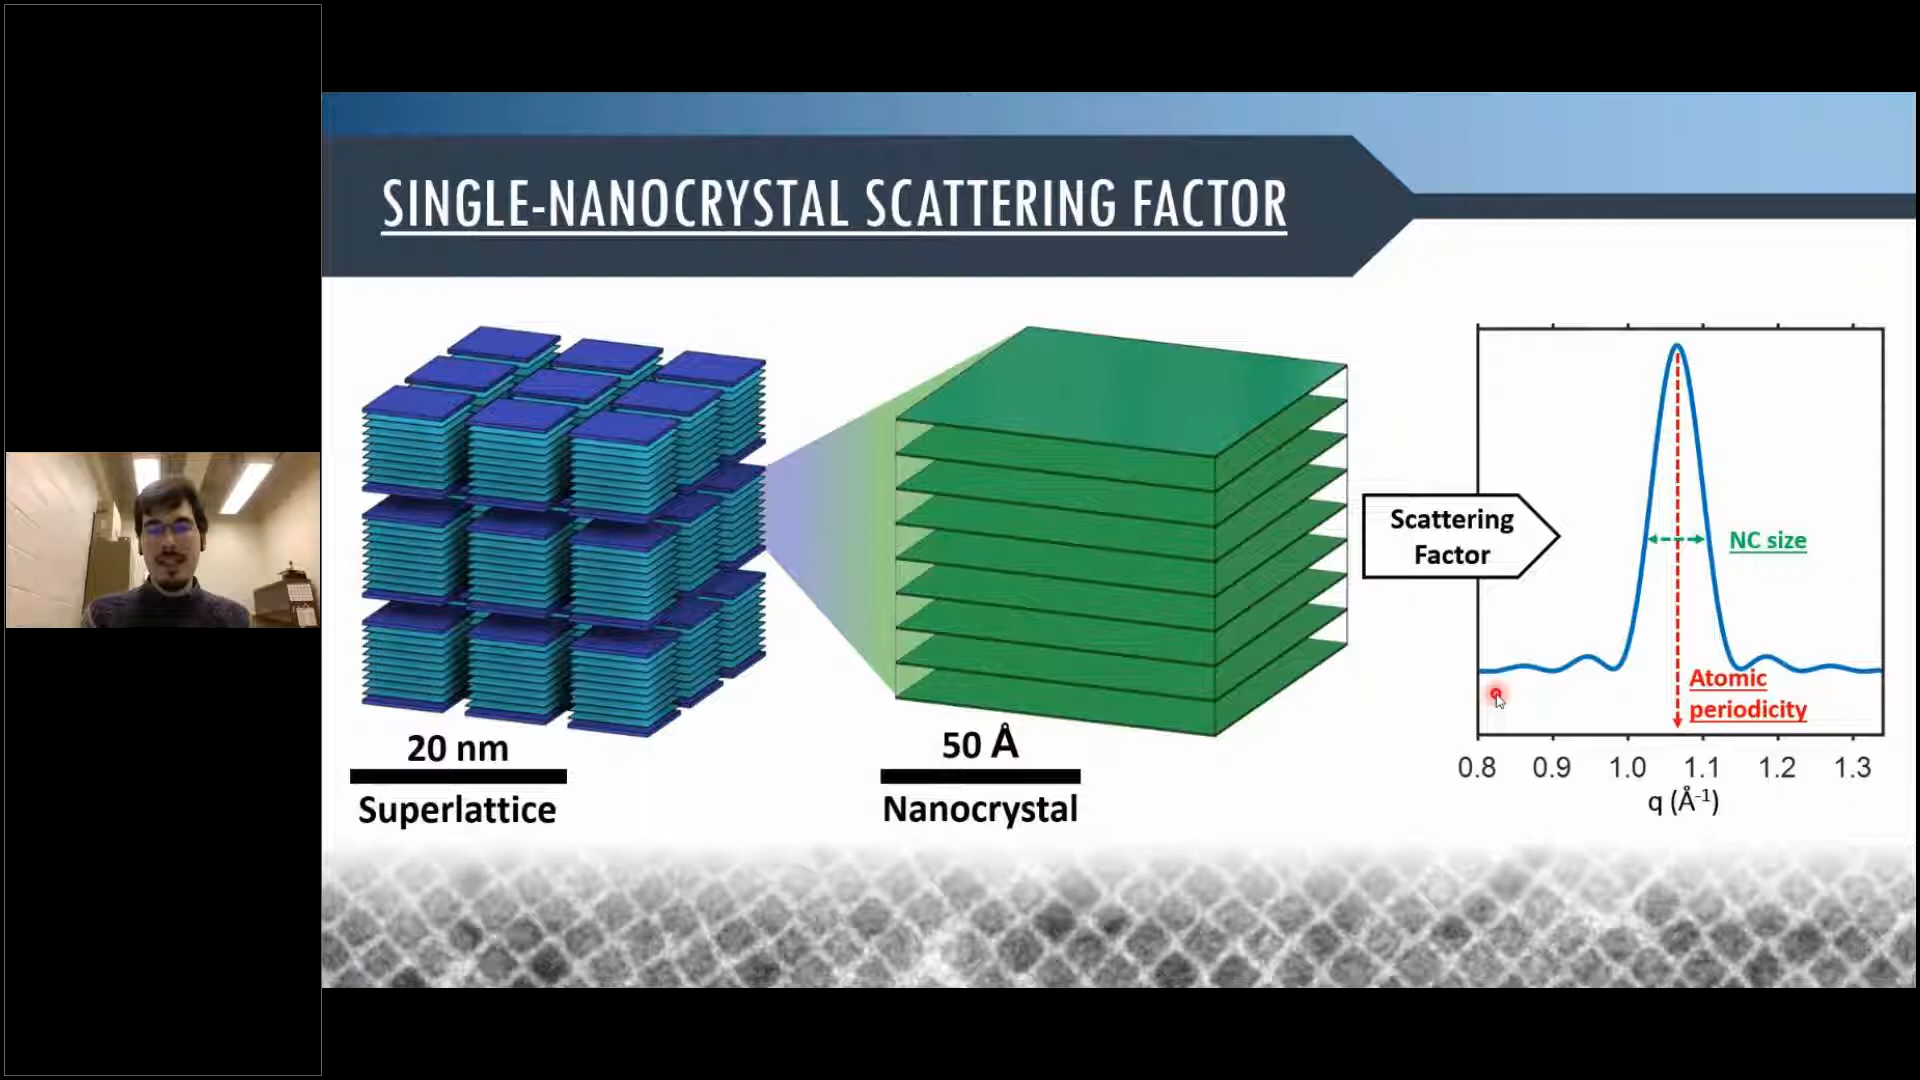 SINGLE-NANOCRYSTAL SCATTERING FACTOR
20 nm
Superlattice
50 Å
Nanocrystal
Scattering
Factor
NC size
Atomic
periodicity
0.8 0.9 1.0 1.1 1.2 1.3
q (Å⁻¹)